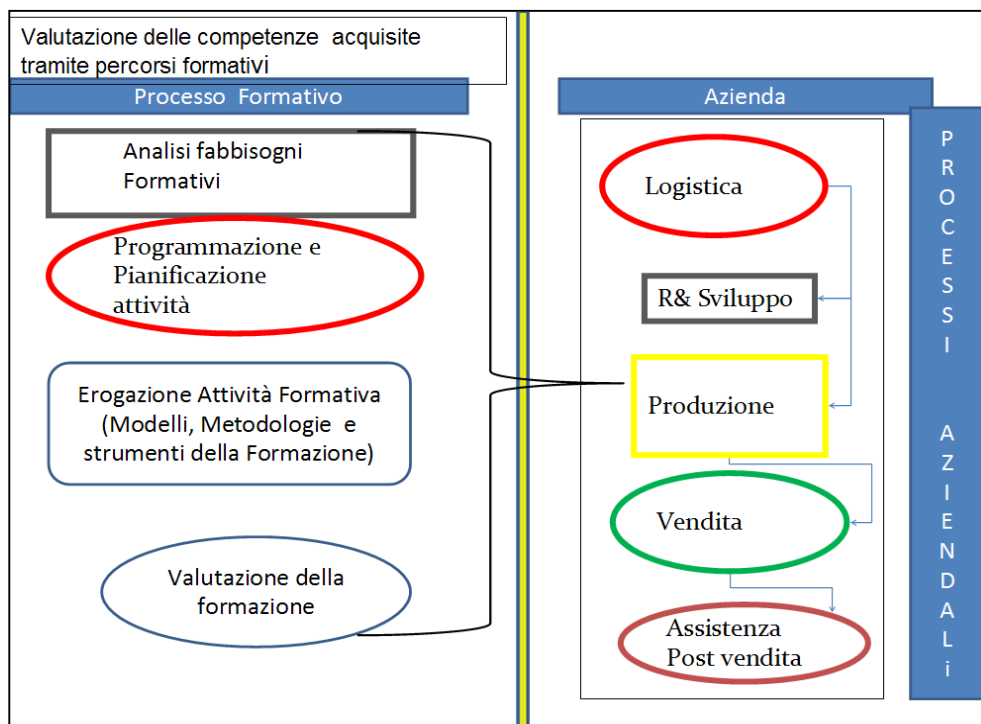 Valutazione delle competenze acquisite
tramite percorsi formativi
Processo Formativo
Analisi fabbisogni
Formativi
Programmazione e
Pianificazione
attività
Erogazione Attività Formativa
(Modelli, Metodologie e
strumenti della Formazione)
Valutazione della
formazione
Azienda
Logistica
R& Sviluppo
Produzione
Vendita
Assistenza
Post vendita
P
R
O
C
E
S
S
I
A
Z
I
E
N
D
A
L
i